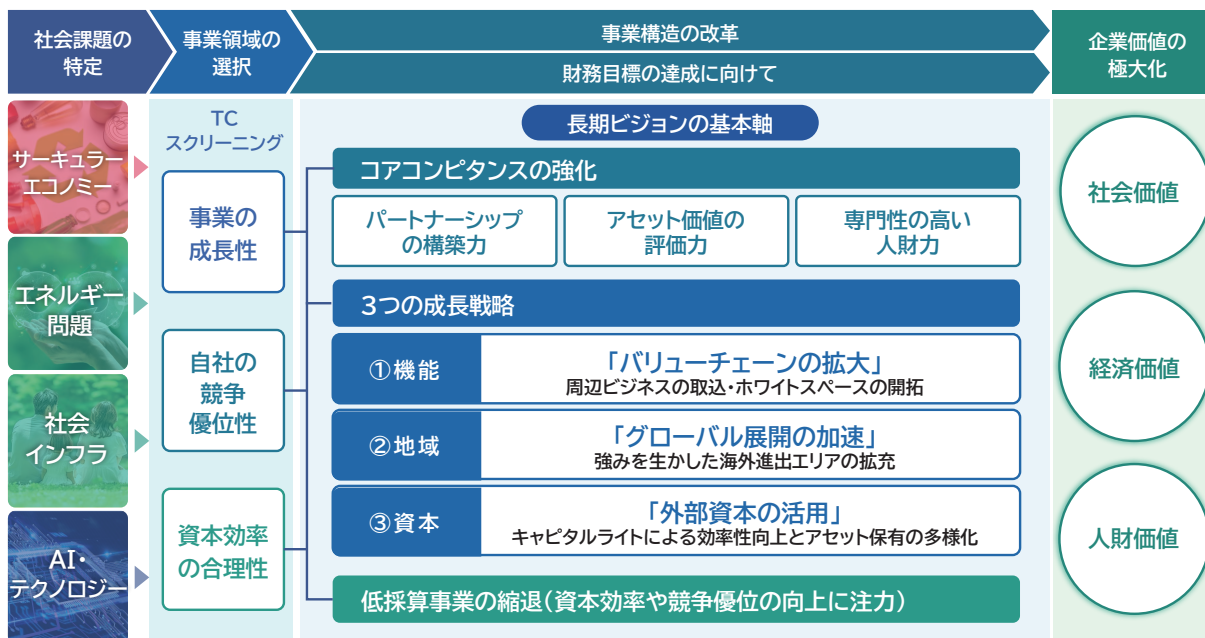 社会課題の
特定
事業領域の
選択
事業構造の改革
財務目標の達成に向けて
企業価値の
極大化
サーキュラー
エコノミー
エネルギー
問題
社会
インフラ
AI・
テクノロジー
TC
スクリーニング
事業の
成長性
自社の
競争
優位性
資本効率
の合理性
長期ビジョンの基本軸
コアコンピタンスの強化
パートナーシップ
の構築力
アセット価値の
評価力
専門性の高い
人財力
3つの成長戦略
①機能
「バリューチェーンの拡大」
周辺ビジネスの取込・ホワイトスペースの開拓
②地域
「グローバル展開の加速」
強みを生かした海外進出エリアの拡充
③資本
「外部資本の活用」
キャピタルライトによる効率性向上とアセット保有の多様化
低採算事業の縮退（資本効率や競争優位の向上に注力）
社会価値
経済価値
人財価値